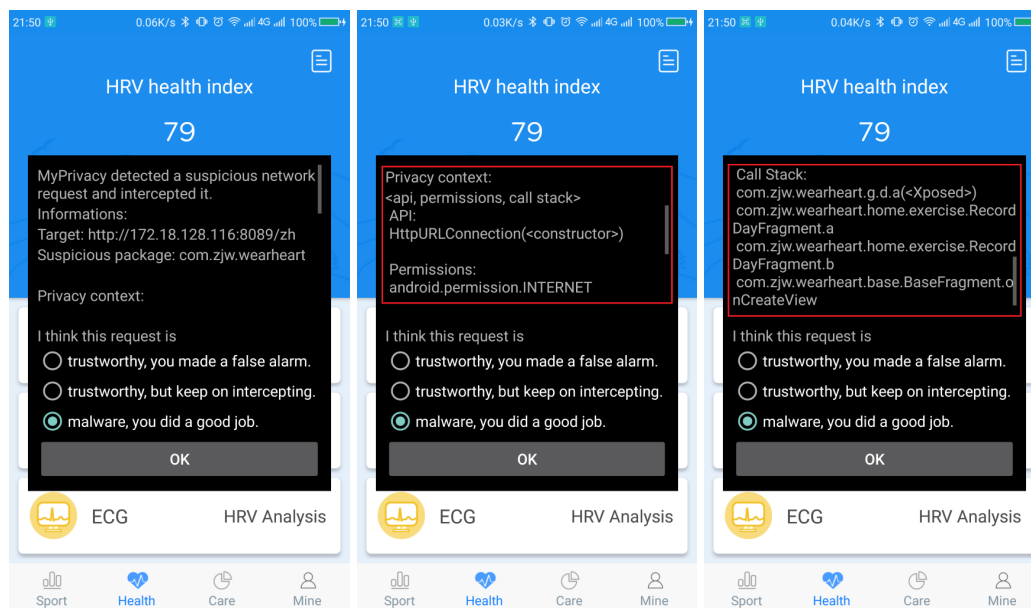 21:50 0.06K/s 4G 100%
HRV health index
79
MyPrivacy detected a suspicious network
request and intercepted it.
Informations:
Target: http://172.18.128.116:8089/zh
Suspicious package: com.zjw.wearheart
Privacy context:
I think this request is
trustworthy, you made a false alarm.
trustworthy, but keep on intercepting.
malware, you did a good job.
OK
ECG HRV Analysis
Sport Health Care Mine
21:50 0.03K/s 4G 100%
HRV health index
79
Privacy context:
<api, permissions, call stack>
API:
HttpURLConnection(<constructor>)
Permissions:
android.permission.INTERNET
I think this request is
trustworthy, you made a false alarm.
trustworthy, but keep on intercepting.
malware, you did a good job.
OK
ECG HRV Analysis
Sport Health Care Mine
21:50 0.04K/s 4G 100%
HRV health index
79
Call Stack:
com.zjw.wearheart.g.d.a(<Xposed>)
com.zjw.wearheart.home.exercise.Record
DayFragment.a
com.zjw.wearheart.home.exercise.Record
DayFragment.b
com.zjw.wearheart.base.BaseFragment.o
nCreateView
I think this request is
trustworthy, you made a false alarm.
trustworthy, but keep on intercepting.
malware, you did a good job.
OK
ECG HRV Analysis
Sport Health Care Mine